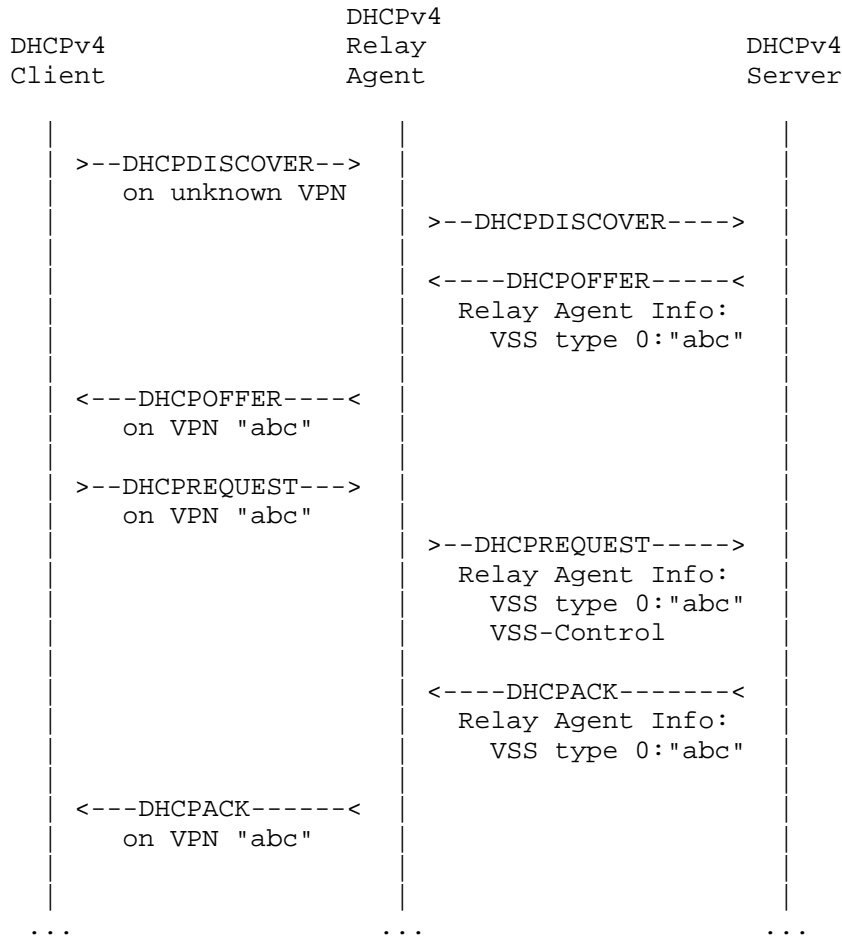 DHCPv4
DHCPv4 Relay DHCPv4
Client Agent Server
>--DHCPDISCOVER-->
on unknown VPN
>--DHCPDISCOVER---->
<----DHCPOFFER-----<
Relay Agent Info:
VSS type 0:"abc"
<---DHCPOFFER----<
on VPN "abc"
>--DHCPREQUEST--->
on VPN "abc"
>--DHCPREQUEST----->
Relay Agent Info:
VSS type 0:"abc"
VSS-Control
<----DHCPACK-------<
Relay Agent Info:
VSS type 0:"abc"
<---DHCPACK------<
on VPN "abc"
... ... ...